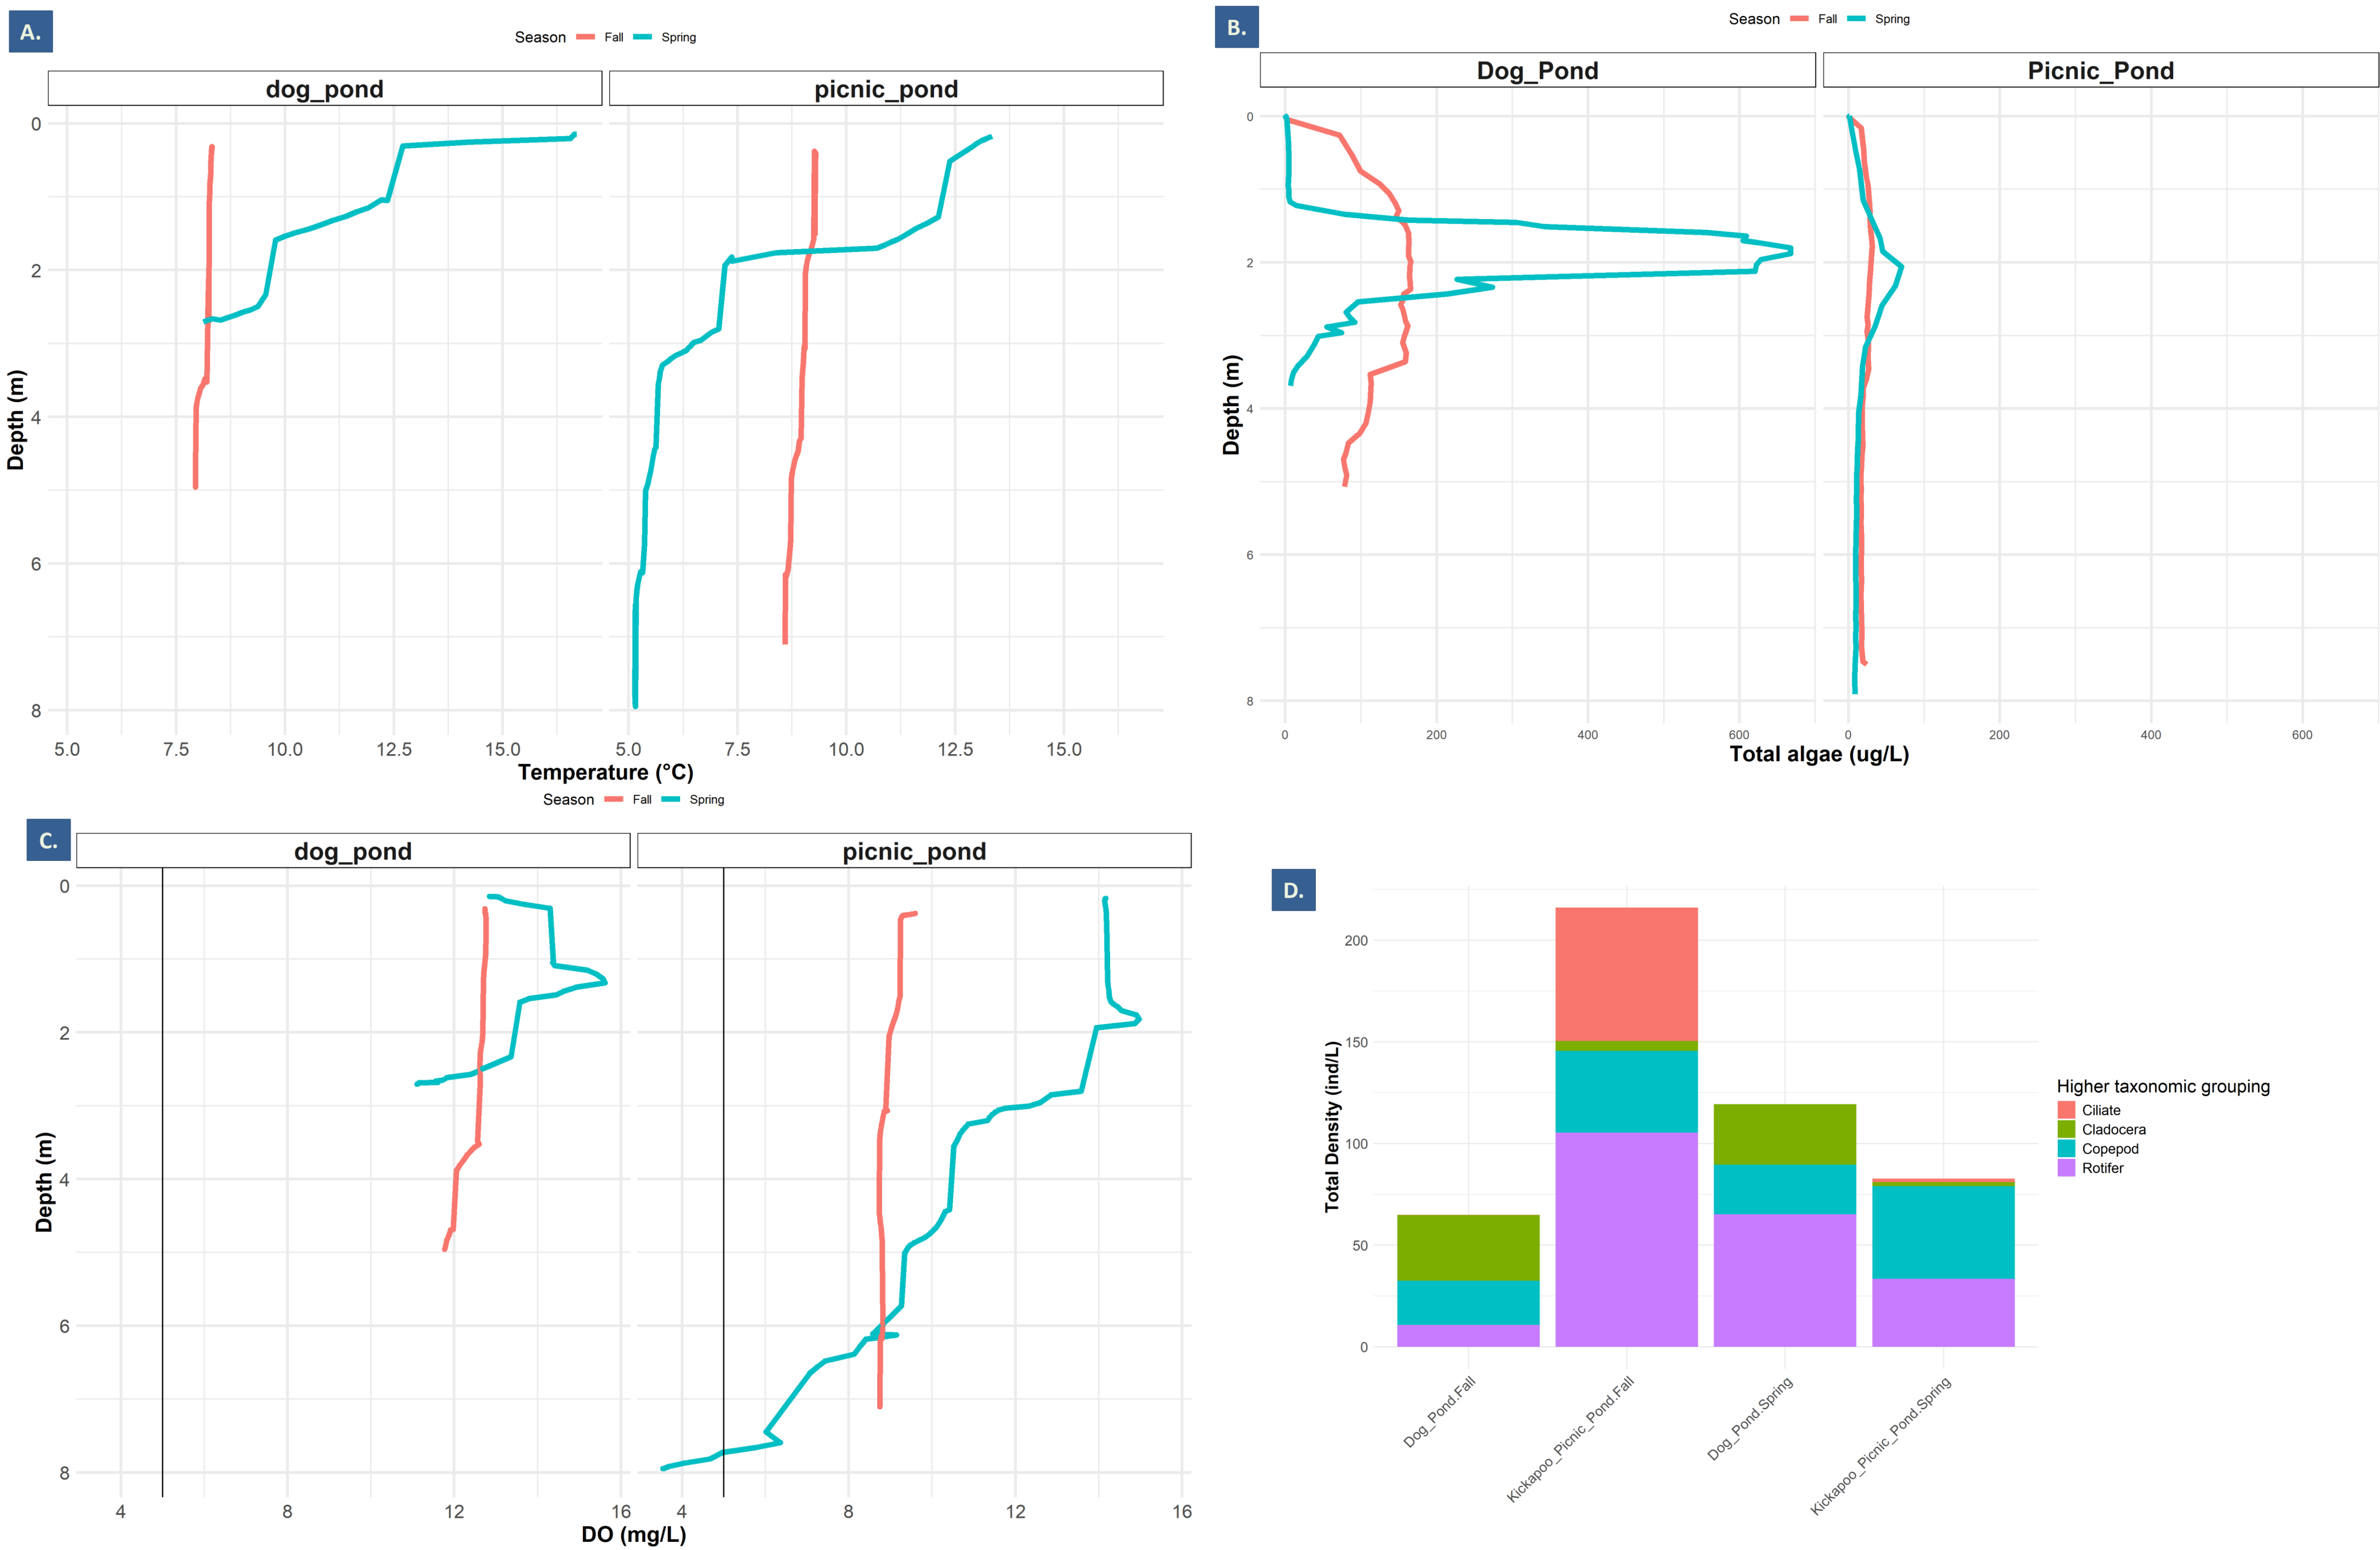 A.
Season Fall Spring
dog_pond picnic_pond
0
2
4
6
8
Depth (m)
5.0 7.5 10.0 12.5 15.0 5.0 7.5 10.0 12.5 15.0
Temperature (°C)
B.
Season Fall Spring
Dog_Pond Picnic_Pond
0
2
4
6
8
Depth (m)
0 200 400 600 0 200 400 600
Total algae (ug/L)
C.
Season Fall Spring
dog_pond picnic_pond
0
2
4
6
8
Depth (m)
4 8 12 16 4 8 12 16
DO (mg/L)
D.
200
150
100
50
0
Total Density (ind/L)
Dog_Pond.Fall
Kickapoo_Picnic_Pond.Fall
Dog_Pond.Spring
Kickapoo_Picnic_Pond.Spring
Higher taxonomic grouping
Ciliate
Cladocera
Copepod
Rotifer